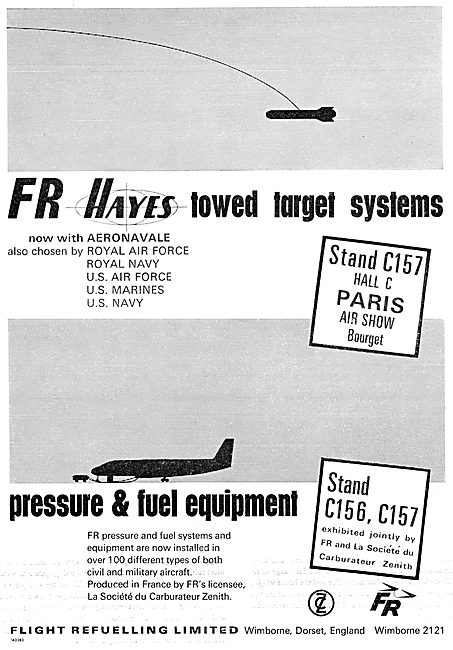 FR HAYES towed target systems
now with AERONAVALE
also chosen by ROYAL AIR FORCE
ROYAL NAVY
U.S. AIR FORCE
U.S. MARINES
U.S. NAVY
Stand C157
HALL C
PARIS
AIR SHOW
Bourget
pressure & fuel equipment
Stand
C156, C157
exhibited jointly by
FR and La Société du
Carburateur Zenith
FR pressure and fuel systems and
equipment are now installed in
over 100 different types of both
civil and military aircraft.
Produced in France by FR's licensee,
La Société du Carburateur Zenith.
FR
FLIGHT REFUELLING LIMITED Wimborne, Dorset, England Wimborne 2121